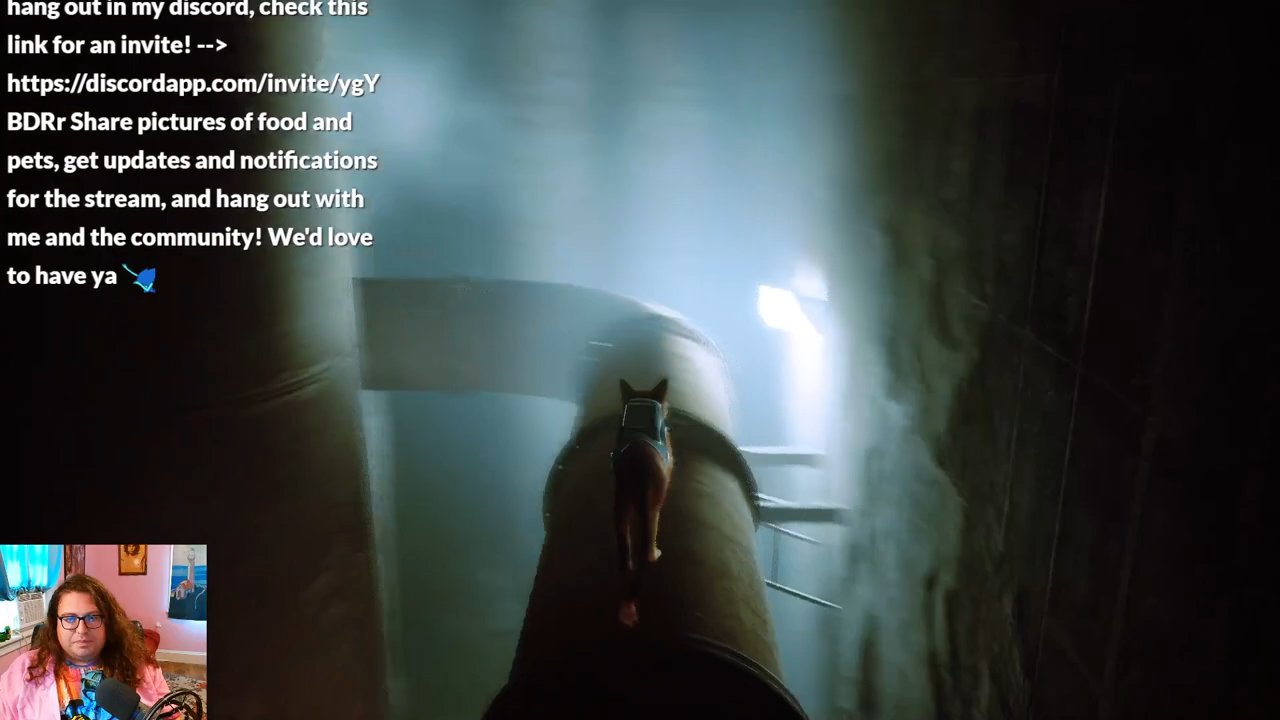 hang out in my discord, check this
link for an invite! -->
https://discordapp.com/invite/ygY
BDRr Share pictures of food and
pets, get updates and notifications
for the stream, and hang out with
me and the community! We'd love
to have ya